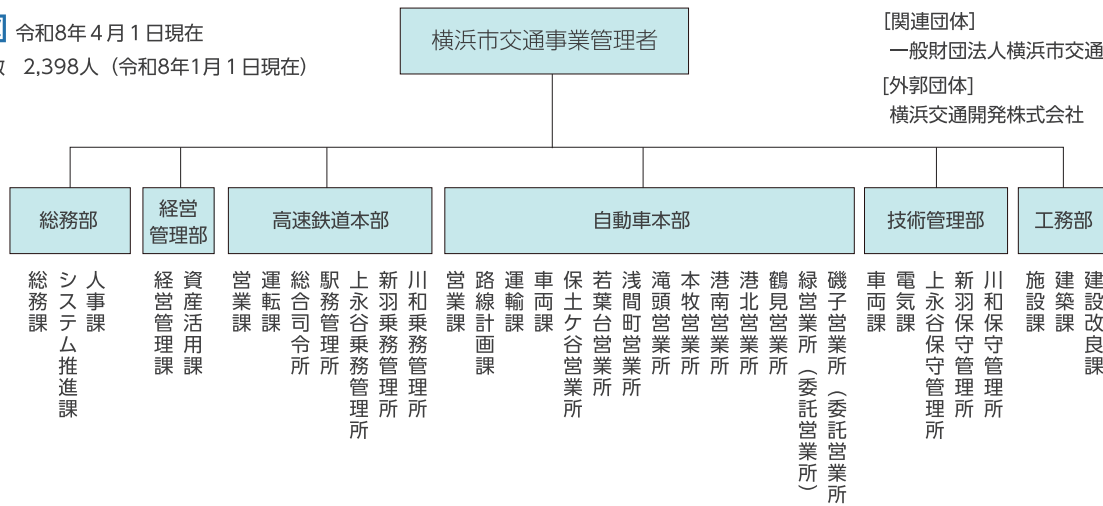 令和8年4月1日現在
2,398人（令和8年1月1日現在）
横浜市交通事業管理者
[関連団体]
一般財団法人横浜市交通
[外郭団体]
横浜交通開発株式会社
総務部
総務課
システム推進課
人事課
経営
管理部
経営管理課
資産活用課
高速鉄道本部
営業課
運転課
総合司令所
駅務管理所
上永谷乗務管理所
新羽乗務管理所
川和乗務管理所
自動車本部
営業課
路線計画課
運輸課
車両課
保土ケ谷営業所
若葉台営業所
浅間町営業所
滝頭営業所
本牧営業所
港南営業所
港北営業所
鶴見営業所
緑営業所（委託営業所）
磯子営業所（委託営業所
技術管理部
車両課
電気課
上永谷保守管理所
新羽保守管理所
川和保守管理所
工務部
施設課
建築課
建設改良課